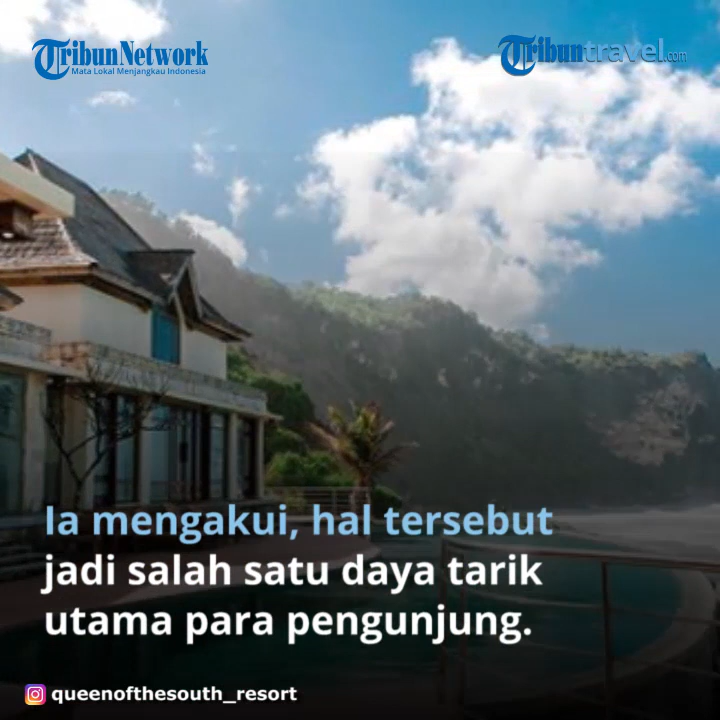 TribunNetwork
Mata Lokal Menjangkau Indonesia
Tribuntravel.com
Ia mengakui, hal tersebut
jadi salah satu daya tarik
utama para pengunjung.
queenofthesouth_resort